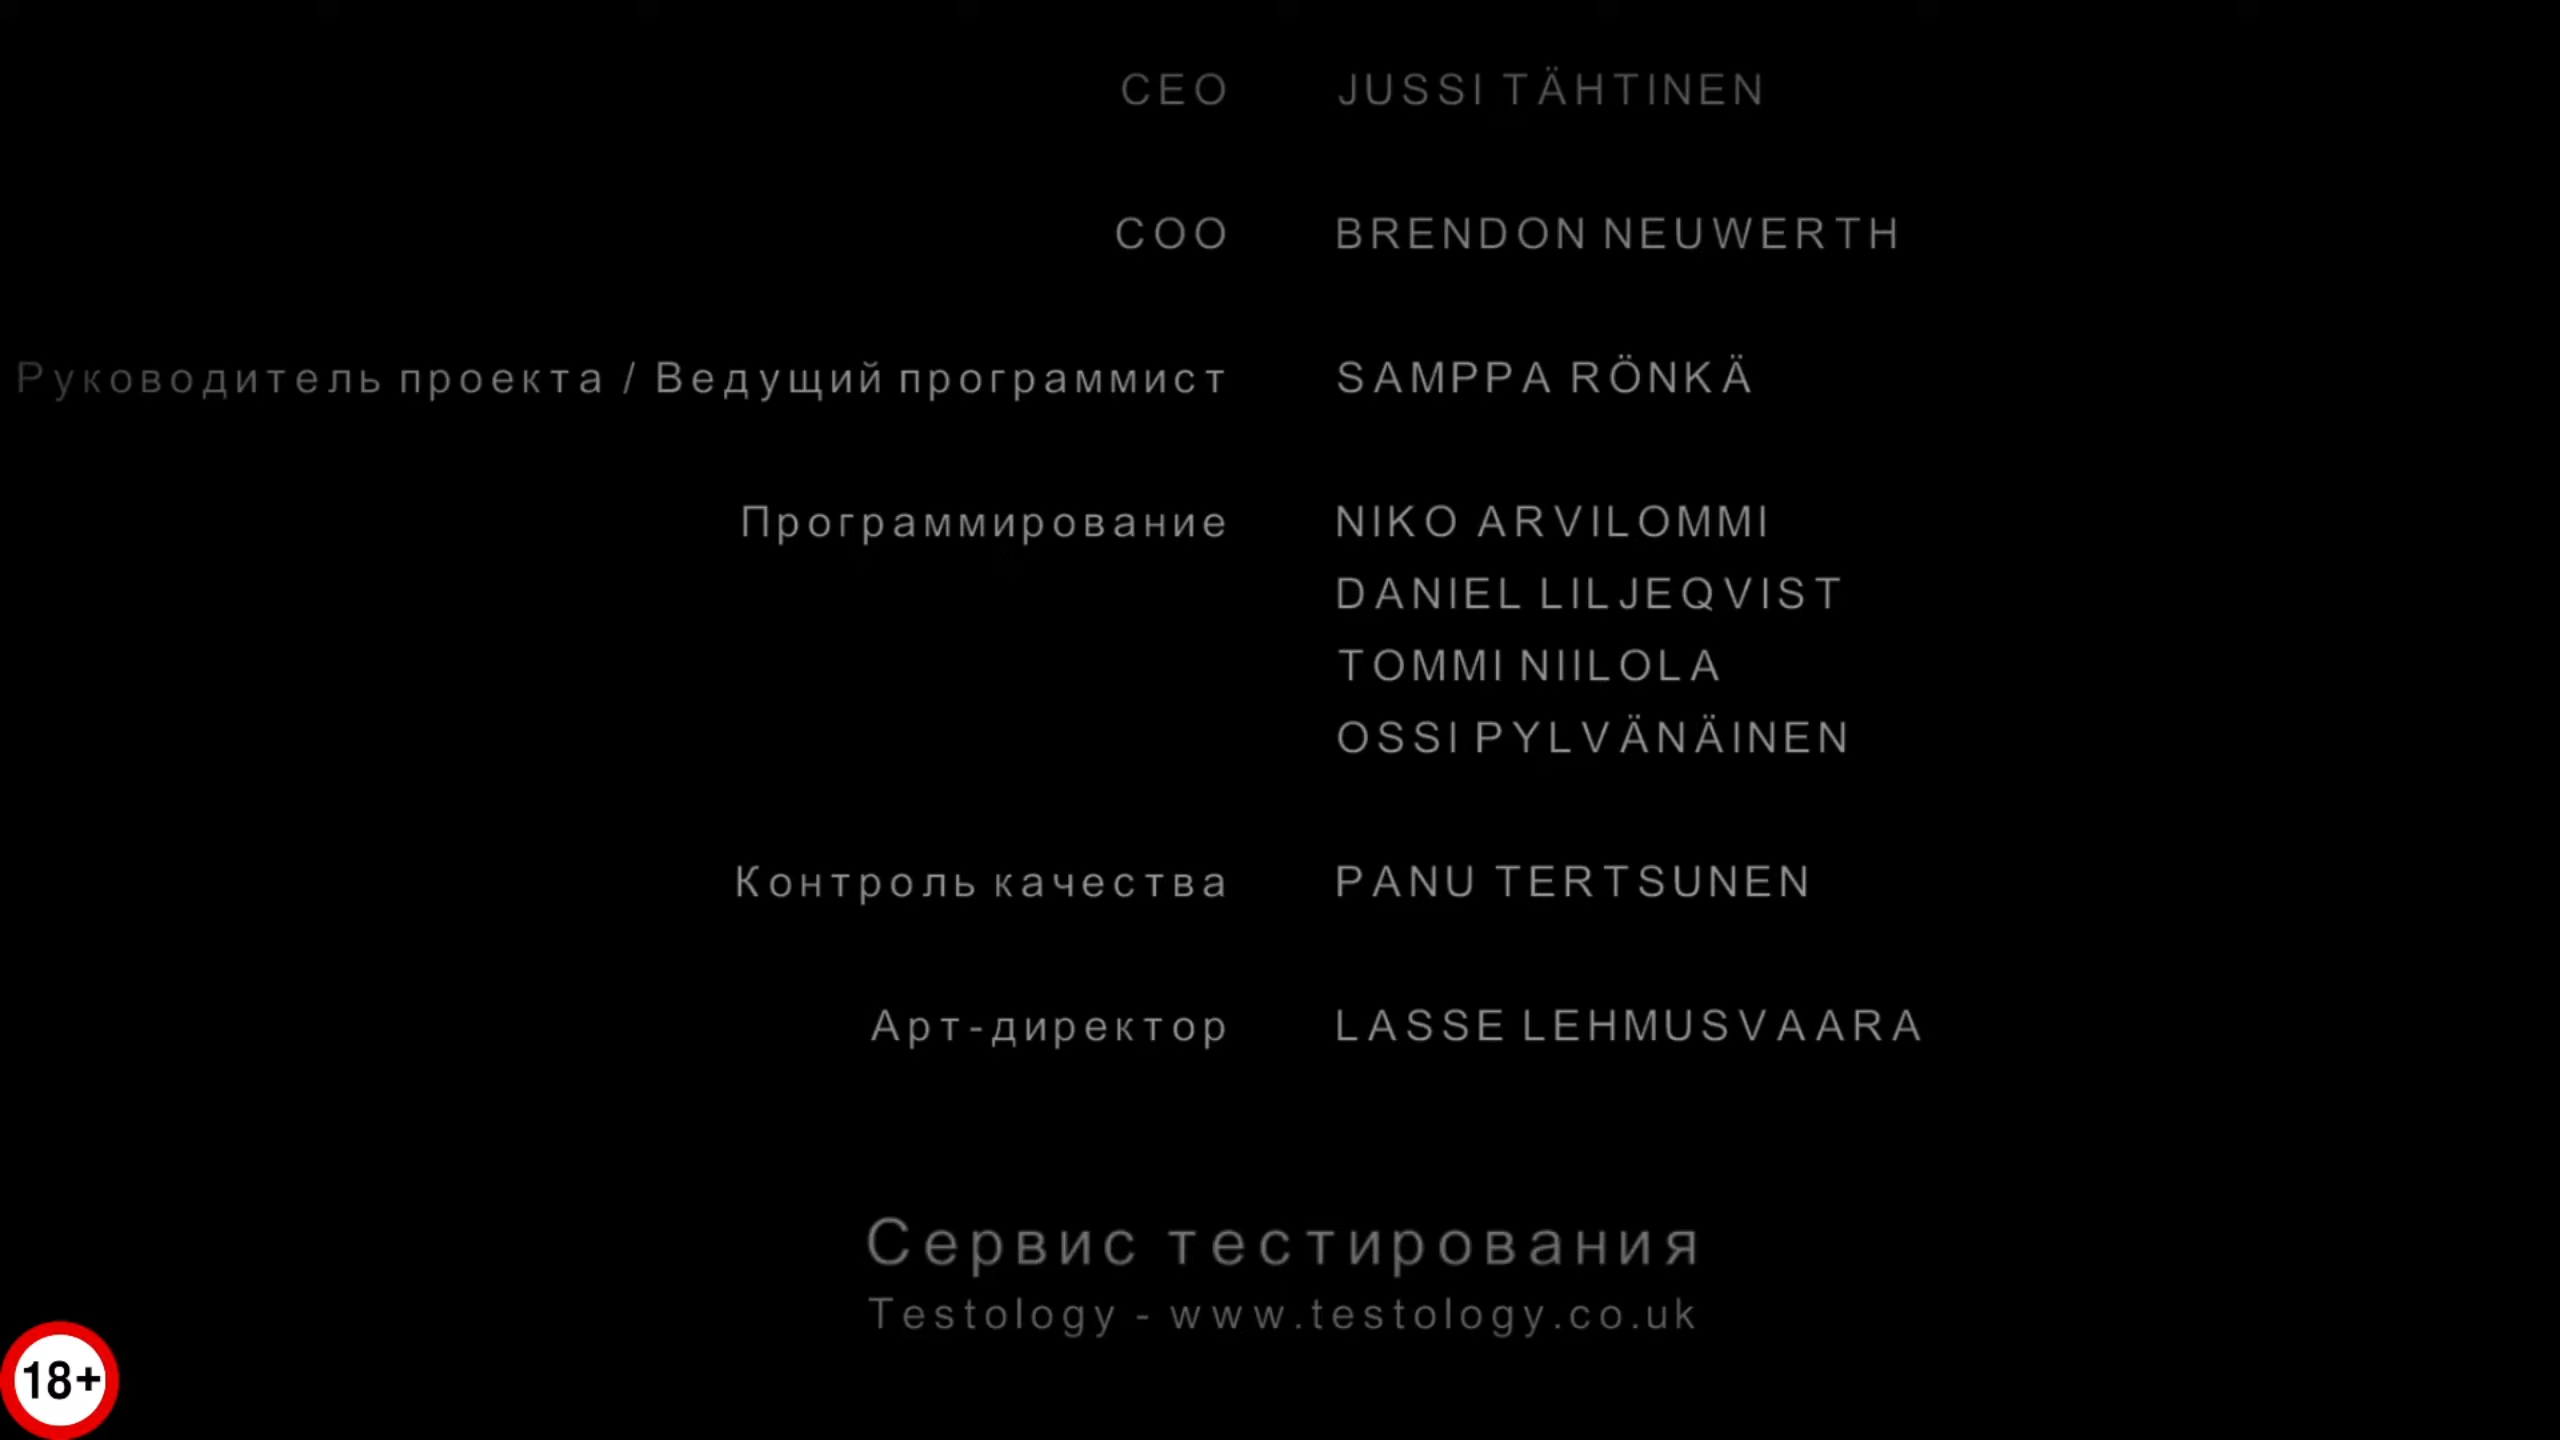 CEO JUSSI TÄHTINEN
COO BRENDON NEUWERTH
Руководитель проекта / Ведущий программист SAMPPA RÖNKÄ
Программирование NIKO ARVILOMMI
DANIEL LILJEQVIST
TOMMI NIILOLA
OSSI PYLVÄNÄINEN
Контроль качества PANU TERTSUNEN
Арт-директор LASSE LEHMUSVAARA
Сервис тестирования
Testology - www.testology.co.uk
18+